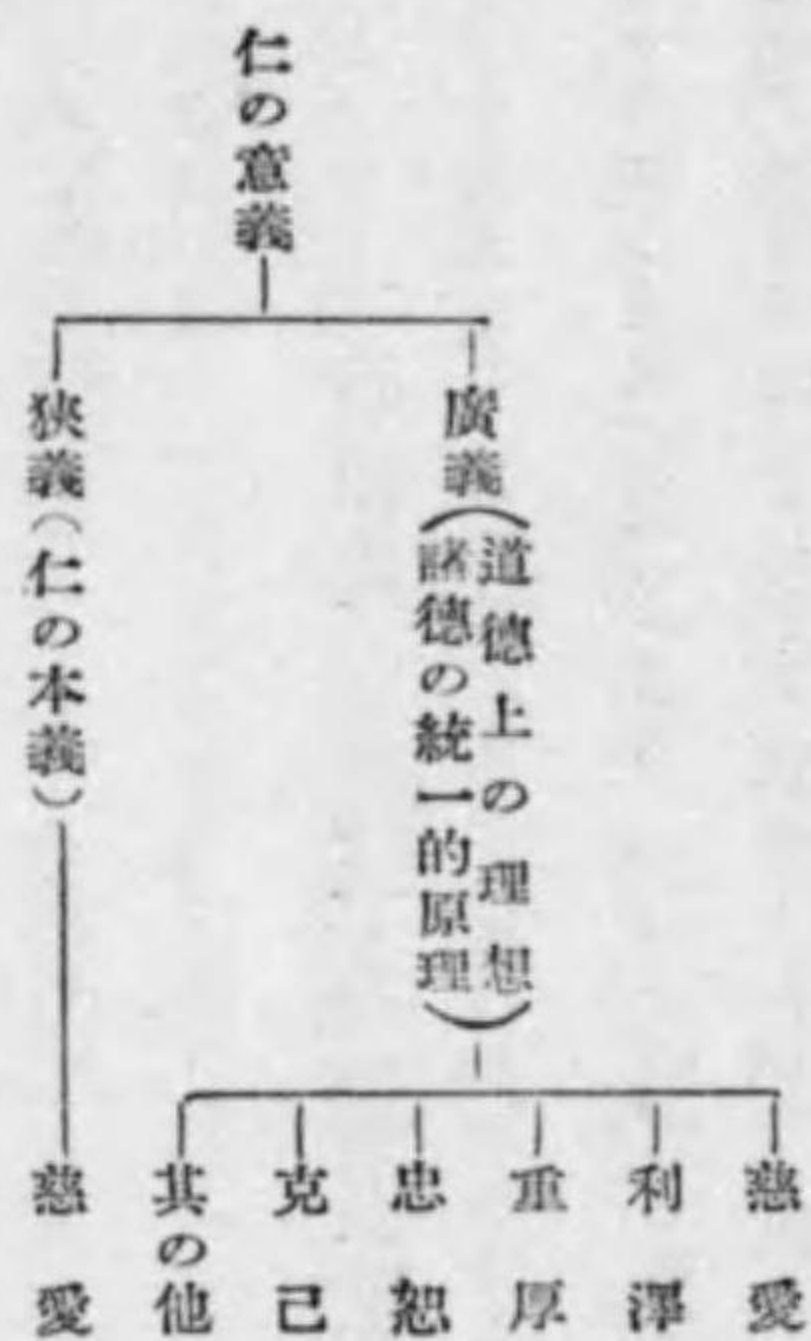 仁の意義
廣義(道德上の理想
諸德の統一的原理)
慈愛
利澤
重厚
忠恕
克己
其の他
狹義(仁の本義)
慈愛